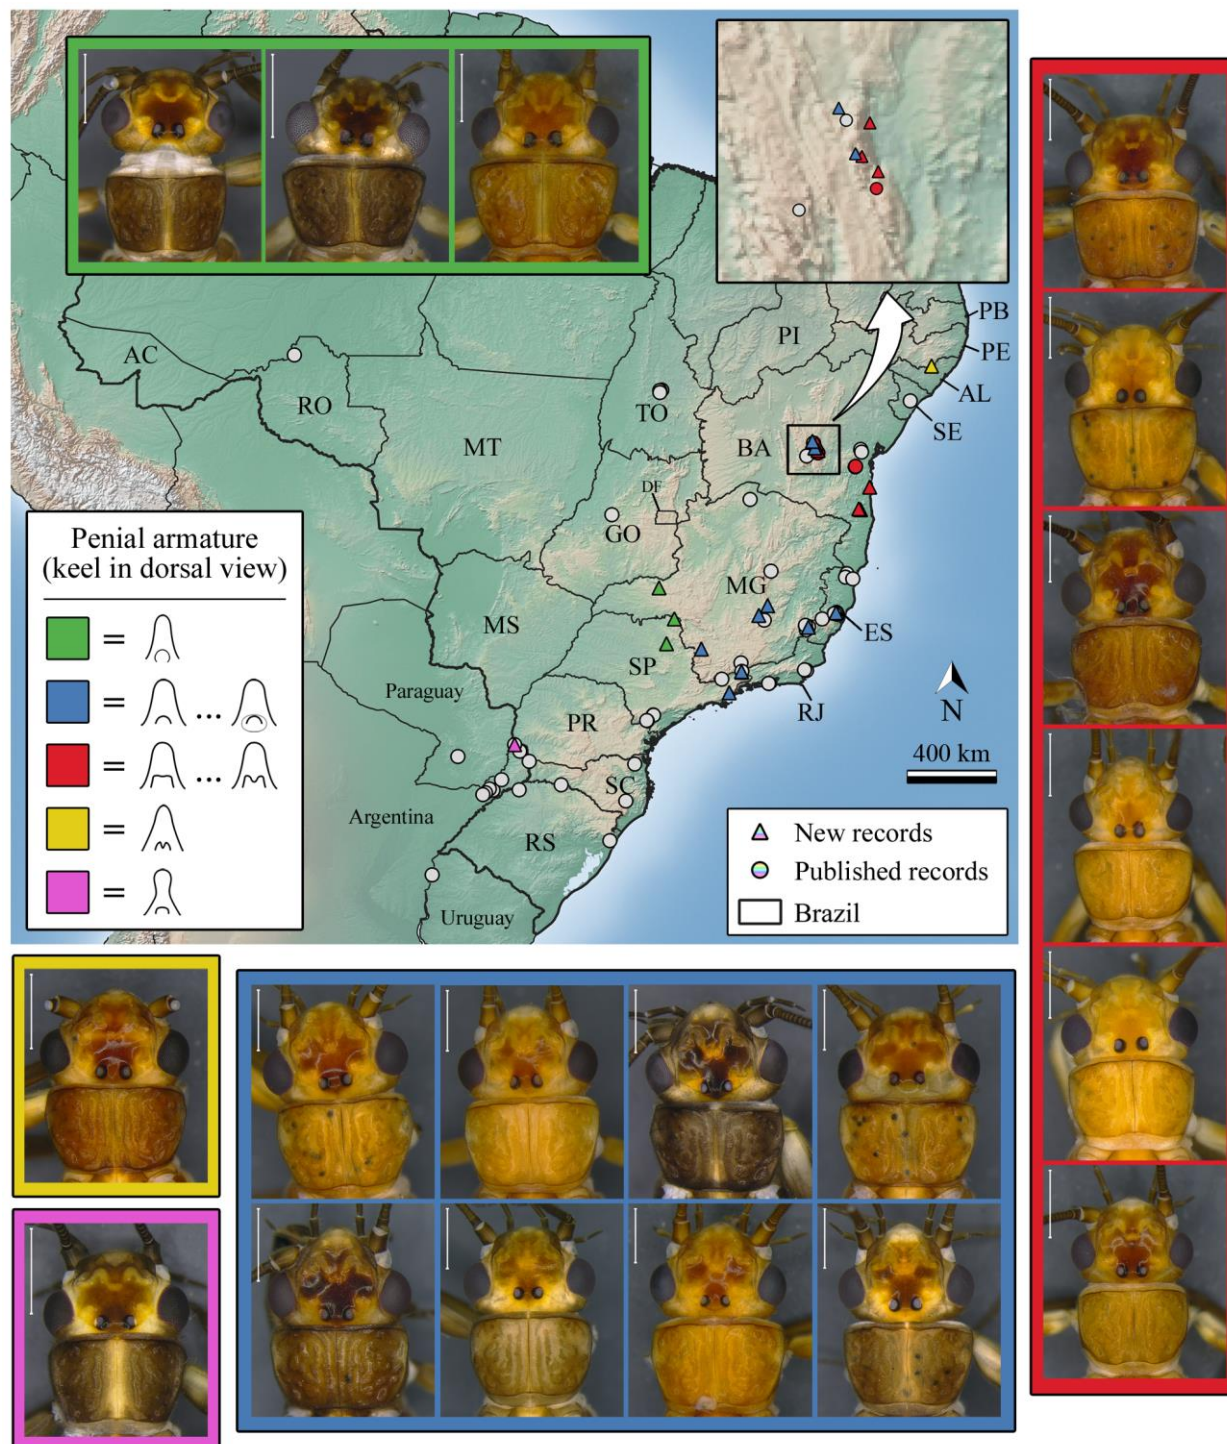 PI
PB
PE
AL
SE
AC
RO
MT
TO
BA
DF
GO
MG
ES
MS
SP
RJ
Paraguay
PR
SC
Argentina
RS
Uruguay
N
400 km
Penial armature
(keel in dorsal view)
=
= ...
= ...
=
=
New records
Published records
Brazil